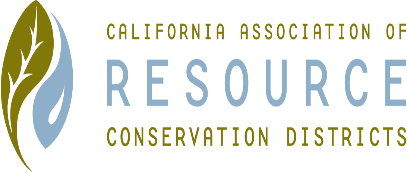 CALIFORNIA ASSOCIATION OF
RESOURCE
CONSERVATION DISTRICTS